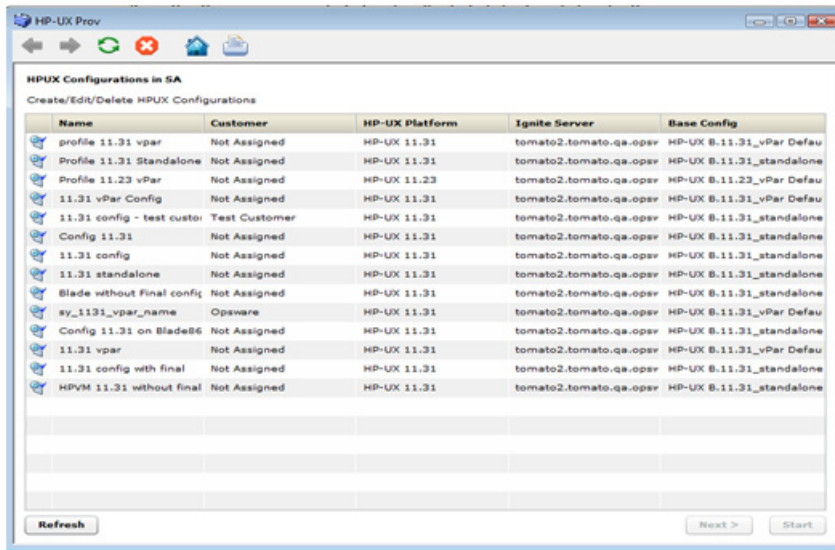 HP-UX Prov
HPUX Configurations in SA
Create/Edit/Delete HPUX Configurations
Name Customer HP-UX Platform Ignite Server Base Config
profile 11.31 vpar Not Assigned HP-UX 11.31 tomato2.tomato.qa.opsv HP-UX B.11.31_vPar Defau
Profile 11.31 Standalone Not Assigned HP-UX 11.31 tomato2.tomato.qa.opsv HP-UX B.11.31_standalone
Profile 11.23 vPar Not Assigned HP-UX 11.23 tomato2.tomato.qa.opsv HP-UX B.11.23_vPar Defau
11.31 vPar Config Not Assigned HP-UX 11.31 tomato2.tomato.qa.opsv HP-UX B.11.31_vPar Defau
11.31 config - test custo Test Customer HP-UX 11.31 tomato2.tomato.qa.opsv HP-UX B.11.31_standalone
Config 11.31 Not Assigned HP-UX 11.31 tomato2.tomato.qa.opsv HP-UX B.11.31_standalone
11.31 config Not Assigned HP-UX 11.31 tomato2.tomato.qa.opsv HP-UX B.11.31_standalone
11.31 standalone Not Assigned HP-UX 11.31 tomato2.tomato.qa.opsv HP-UX B.11.31_standalone
Blade without Final config Not Assigned HP-UX 11.31 tomato2.tomato.qa.opsv HP-UX B.11.31_standalone
sy_1131_vpar_name Opsware HP-UX 11.31 tomato2.tomato.qa.opsv HP-UX B.11.31_vPar Defau
Config 11.31 on Blade86 Not Assigned HP-UX 11.31 tomato2.tomato.qa.opsv HP-UX B.11.31_standalone
11.31 vpar Not Assigned HP-UX 11.31 tomato2.tomato.qa.opsv HP-UX B.11.31_vPar Defau
11.31 config with final Not Assigned HP-UX 11.31 tomato2.tomato.qa.opsv HP-UX B.11.31_standalone
HPVM 11.31 without final Not Assigned HP-UX 11.31 tomato2.tomato.qa.opsv HP-UX B.11.31_standalone
Refresh Next > Start